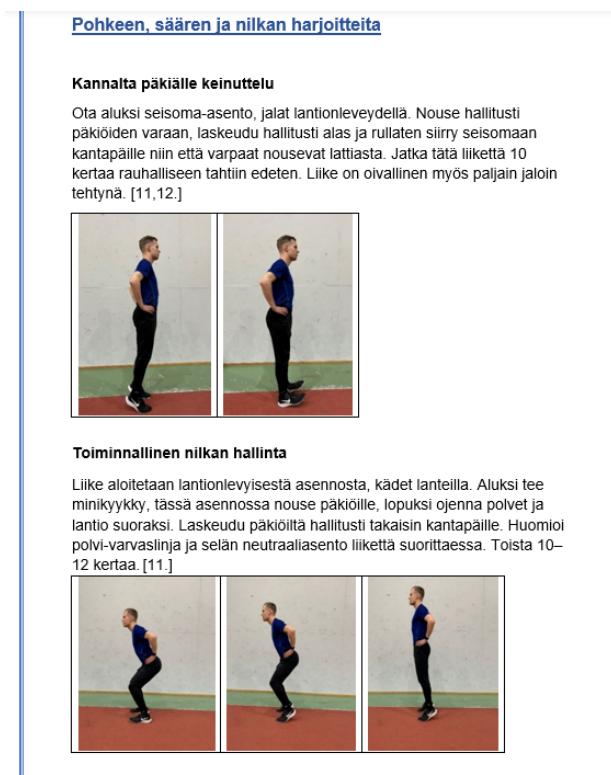 Pohkeen, säären ja nilkan harjoitteita
Kannalta päkiälle keinuttelu
Ota aluksi seisoma-asento, jalat lantionleveydellä. Nouse hallitusti
päkiöiden varaan, laskeudu hallitusti alas ja rullaten siirry seisomaan
kantapäille niin että varpaat nousevat lattiasta. Jatka tätä liikettä 10
kertaa rauhalliseen tahtiin edeten. Liike on oivallinen myös paljain jaloin
tehtynä. [11,12.]
Toiminnallinen nilkan hallinta
Liike aloitetaan lantionlevyisestä asennosta, kädet lanteilla. Aluksi tee
minikyykky, tässä asennossa nouse päkiöille, lopuksi ojenna polvet ja
lantio suoraksi. Laskeudu päkiöiltä hallitusti takaisin kantapäille. Huomioi
polvi-varvaslinja ja selän neutraaliasento liikettä suorittaessa. Toista 10–
12 kertaa. [11.]